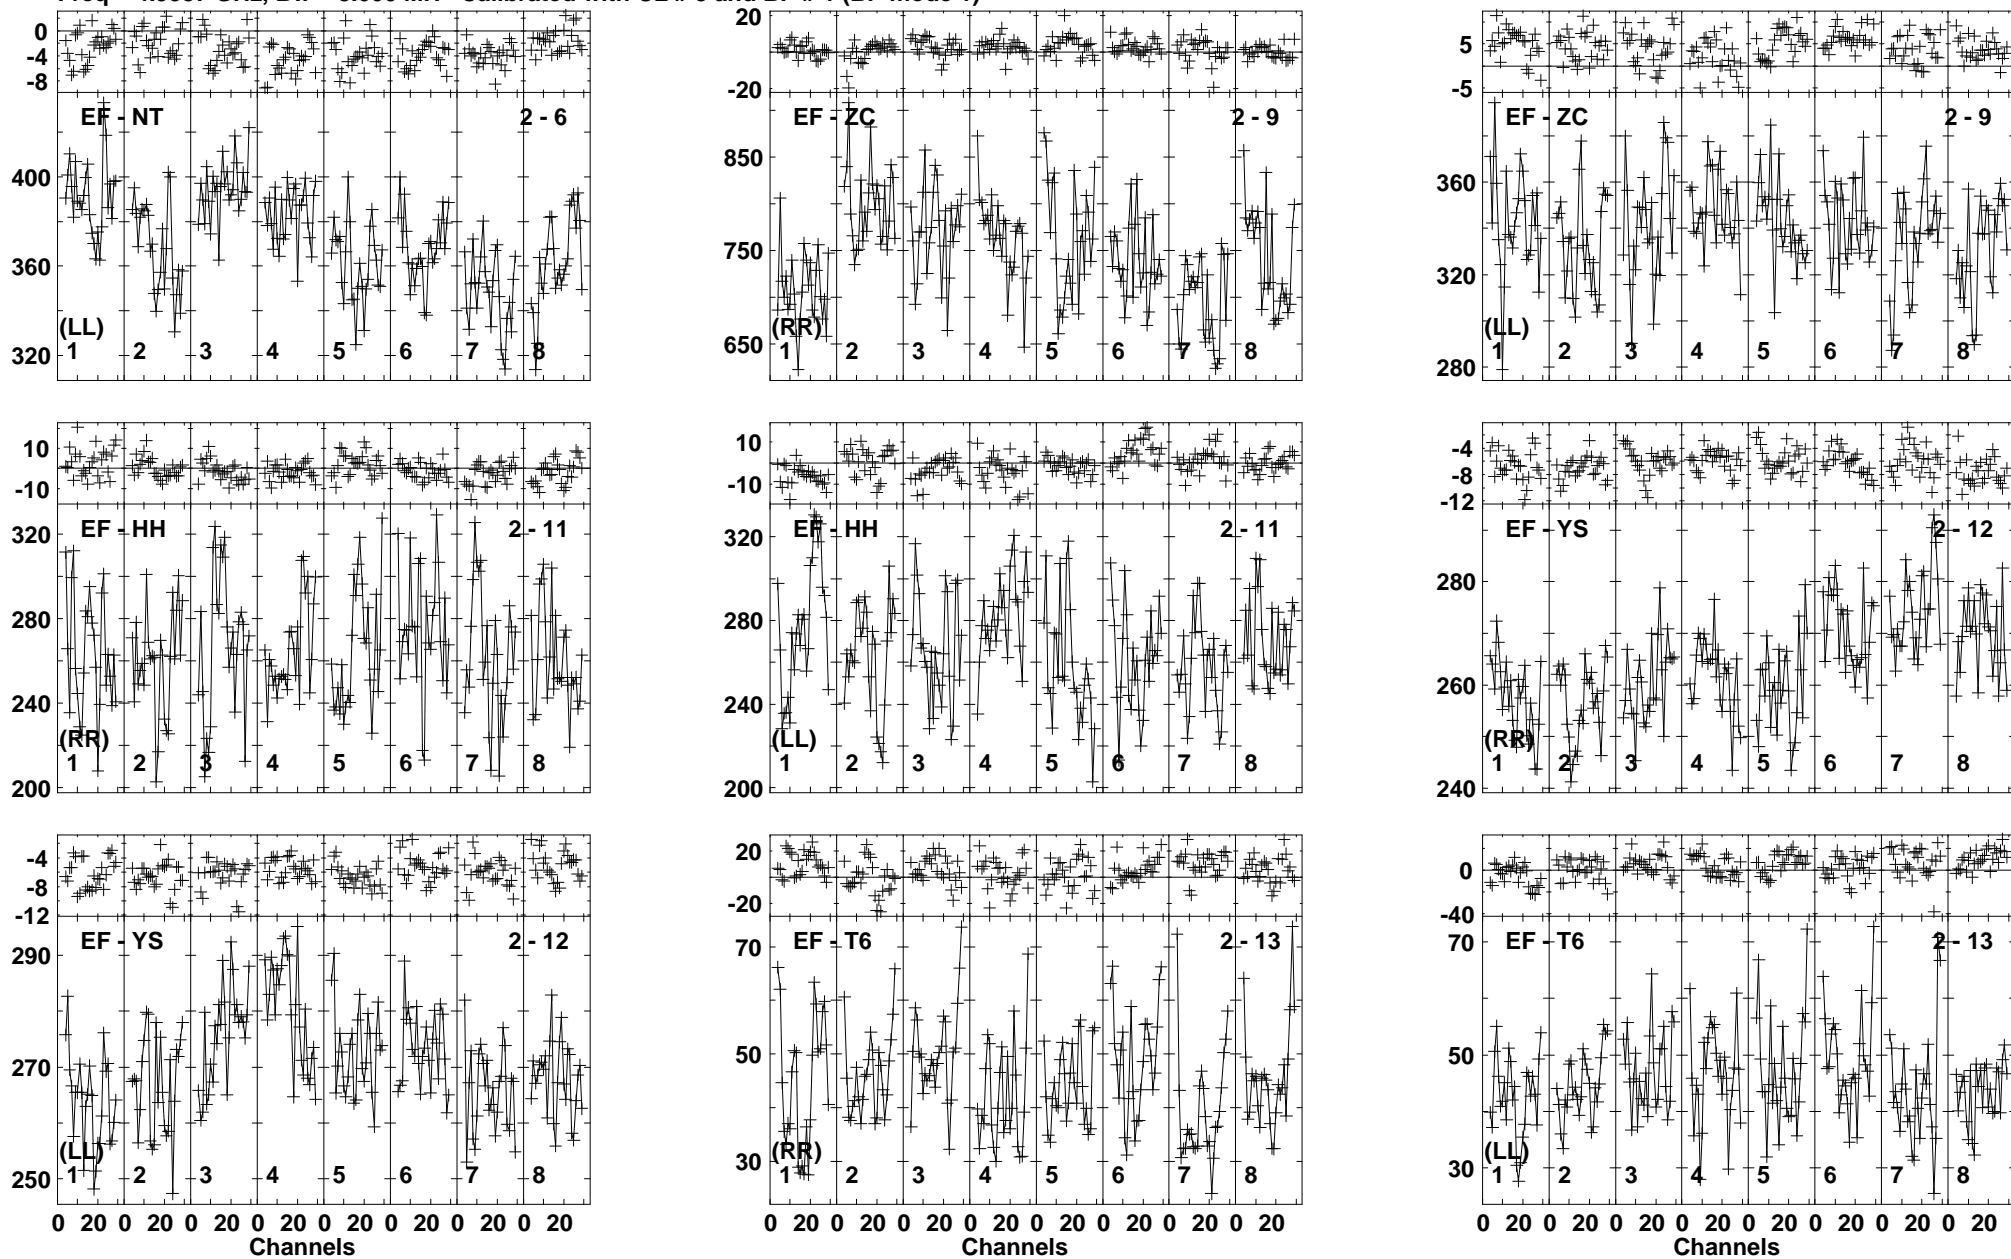 0 -4 -8
EF - NT 2 - 6
400 360 320
(LL)
1 2 3 4 5 6 7 8
20 -20
EF - ZC 2 - 9
850 750 650
(RR)
1 2 3 4 5 6 7 8
5 -5
EF - ZC 2 - 9
360 320 280
(LL)
1 2 3 4 5 6 7 8
10 -10
EF - HH 2 - 11
320 280 240 200
(RR)
1 2 3 4 5 6 7 8
10 -10
EF - HH 2 - 11
320 280 240 200
(LL)
1 2 3 4 5 6 7 8
-4 -8 -12
EF - YS 2 - 12
280 260 240
(RR)
1 2 3 4 5 6 7 8
-4 -8 -12
EF - YS 2 - 12
290 270 250
(LL)
1 2 3 4 5 6 7 8
0 20 0 20 0 20 0 20 0 20 0 20 0 20 0 20
Channels
20 -20
EF - T6 2 - 13
70 50 30
(RR)
1 2 3 4 5 6 7 8
0 20 0 20 0 20 0 20 0 20 0 20 0 20 0 20
Channels
0 -40
EF - T6 2 - 13
70 50 30
(LL)
1 2 3 4 5 6 7 8
0 20 0 20 0 20 0 20 0 20 0 20 0 20 0 20
Channels